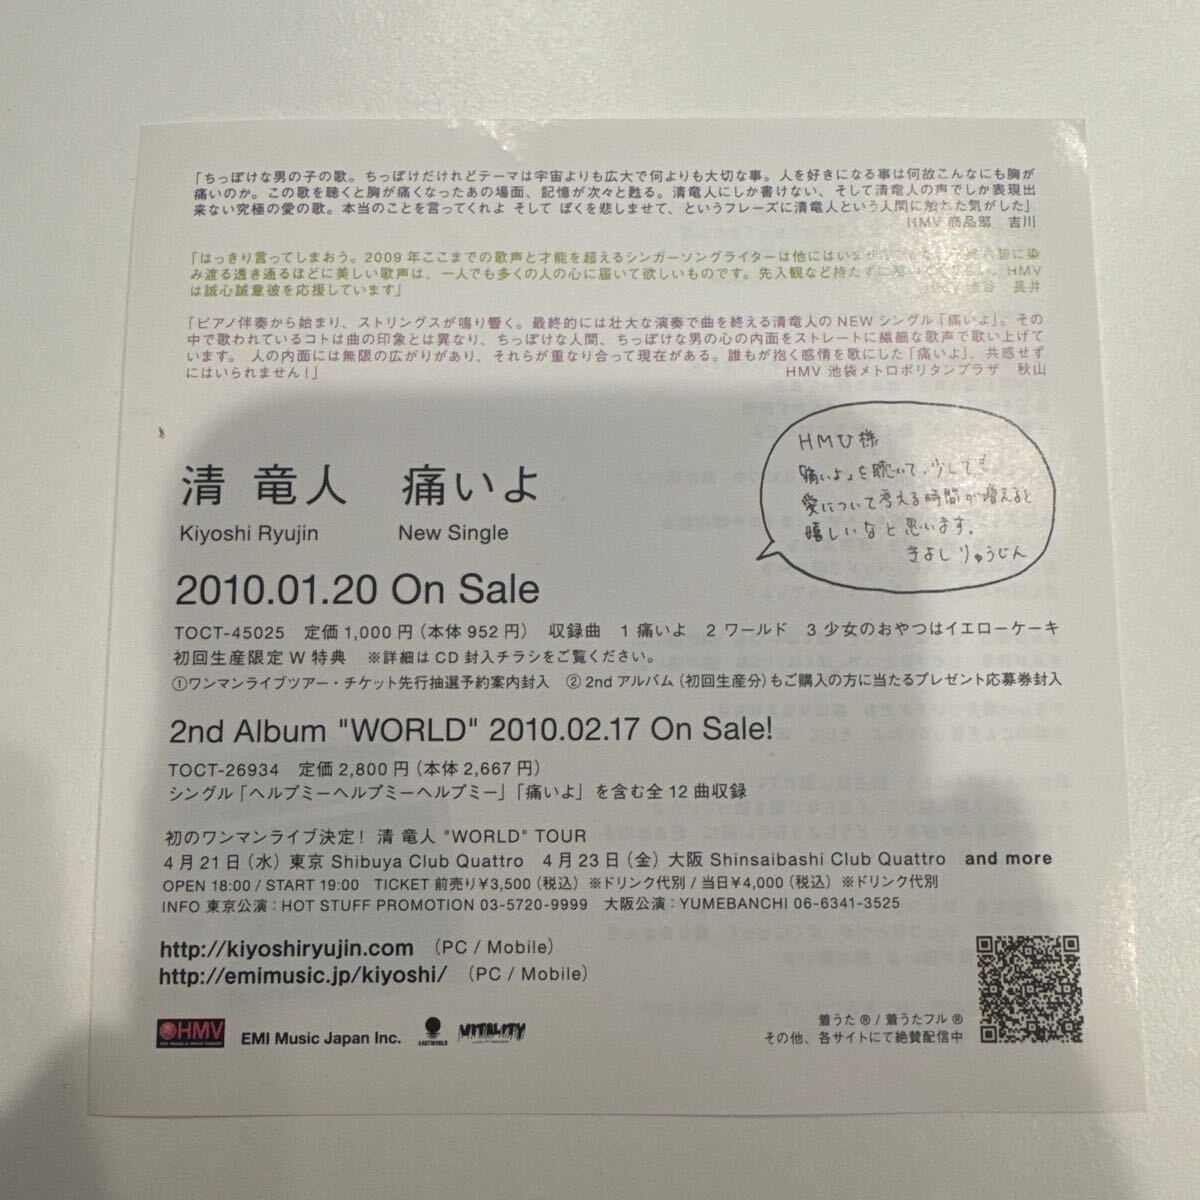 「ちっぽけな男の子の歌。ちっぽけだけれどテーマは宇宙よりも広大で何よりも大切な事。人を好きになる事は何故こんなにも胸が
痛いのか。この歌を聴くと胸が痛くなったあの場面、記憶が次々と甦る。清竜人にしか書けない、そして清竜人の声でしか表現出
来ない究極の愛の歌。本当のことを言ってくれよ そして ぼくを悲しませて、というフレーズに清竜人という人間に触れた気がした」
HMV 商品部 吉川
「はっきり言ってしまおう。2009年ここまでの歌声と才能を超えるシンガーソングライターは他にはいません に染
み渡る透き通るほどに美しい歌声は、一人でも多くの人の心に届いて欲しいものです。先入観など持たずに HMV
は誠心誠意彼を応援しています」
長井
「ピアノ伴奏から始まり、ストリングスが鳴り響く。最終的には壮大な演奏で曲を終える清竜人のNEWシングル「痛いよ」。その
中で歌われているコトは曲の印象とは異なり、ちっぽけな人間、ちっぽけな男の心の内面をストレートに繊細な歌声で歌い上げて
います。 人の内面には無限の広がりがあり、それらが重なり合って現在がある。誰もが抱く感情を歌にした「痛いよ」、共感せず
にはいられません！」
HMV 池袋メトロポリタンプラザ 秋山
HMV様
「痛いよ」を聴いて、少しでも
愛について考える時間が増えると
嬉しいなと思います。
きよし りゅうじん
清 竜人 痛いよ
Kiyoshi Ryujin New Single
2010.01.20 On Sale
TOCT-45025 定価1,000円（本体952円） 収録曲 1 痛いよ 2 ワールド 3 少女のおやつはイエローケーキ
初回生産限定W特典 ※詳細はCD封入チラシをご覧ください。
①ワンマンライブツアー・チケット先行抽選予約案内封入 ②2ndアルバム（初回生産分）もご購入の方に当たるプレゼント応募券封入
2nd Album "WORLD" 2010.02.17 On Sale!
TOCT-26934 定価2,800円（本体2,667円）
シングル「ヘルプミーヘルプミーヘルプミー」「痛いよ」を含む全12曲収録
初のワンマンライブ決定！ 清 竜人 "WORLD" TOUR
4月21日（水）東京 Shibuya Club Quattro 4月23日（金）大阪 Shinsaibashi Club Quattro and more
OPEN 18:00 / START 19:00 TICKET 前売り¥3,500（税込）※ドリンク代別 / 当日¥4,000（税込）※ドリンク代別
INFO 東京公演：HOT STUFF PROMOTION 03-5720-9999 大阪公演：YUMEBANCHI 06-6341-3525
http://kiyoshiryujin.com （PC / Mobile）
http://emimusic.jp/kiyoshi/ （PC / Mobile）
着うた®/ 着うたフル®
その他、各サイトにて絶賛配信中
HMV EMI Music Japan Inc. EASTWORLD VITALITY